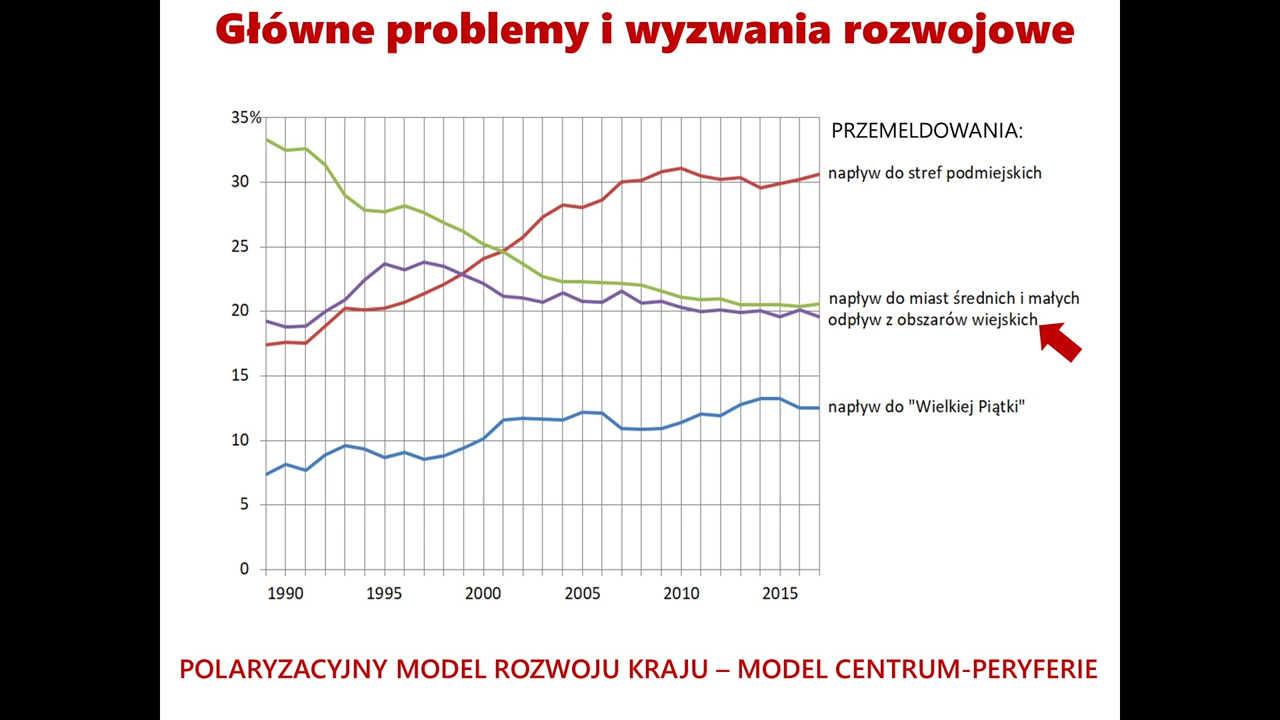 Główne problemy i wyzwania rozwojowe
35%
30
25
20
15
10
5
0
1990 1995 2000 2005 2010 2015
PRZEMELDOWANIA:
napływ do stref podmiejskich
napływ do miast średnich i małych
odpływ z obszarów wiejskich
napływ do "Wielkiej Piątki"
POLARYZACYJNY MODEL ROZWOJU KRAJU – MODEL CENTRUM-PERYFERIE